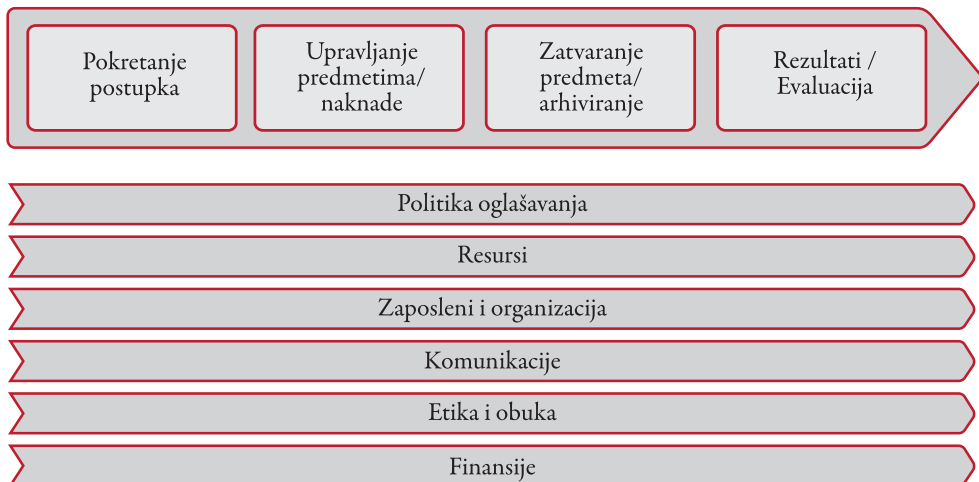 Pokretanje
postupka
Upravljanje
predmetima/
naknade
Zatvaranje
predmeta/
arhiviranje
Rezultati /
Evaluacija
Politika oglašavanja
Resursi
Zaposleni i organizacija
Komunikacije
Etika i obuka
Finansije